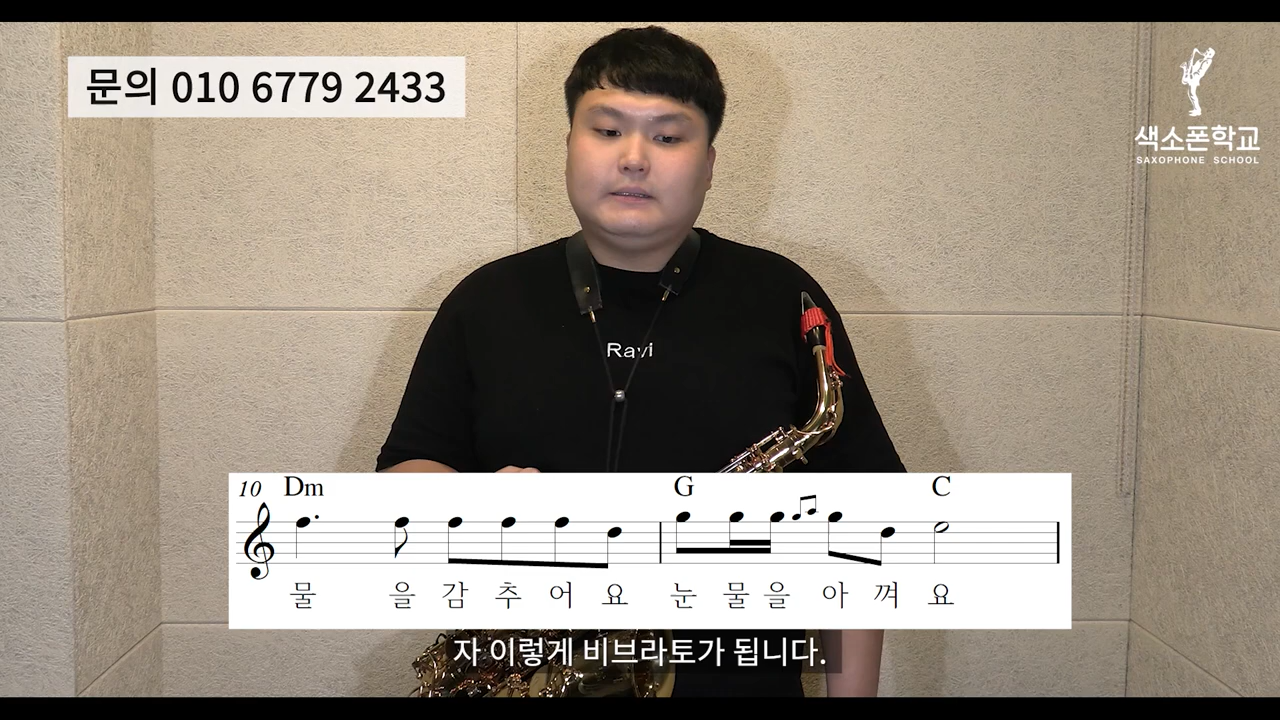 문의 010 6779 2433
색소폰학교
SAXOPHONE SCHOOL
Ravi
10 Dm G C
물 을 감 추 어 요 눈 물 을 아 껴 요
자 이렇게 비브라토가 됩니다.